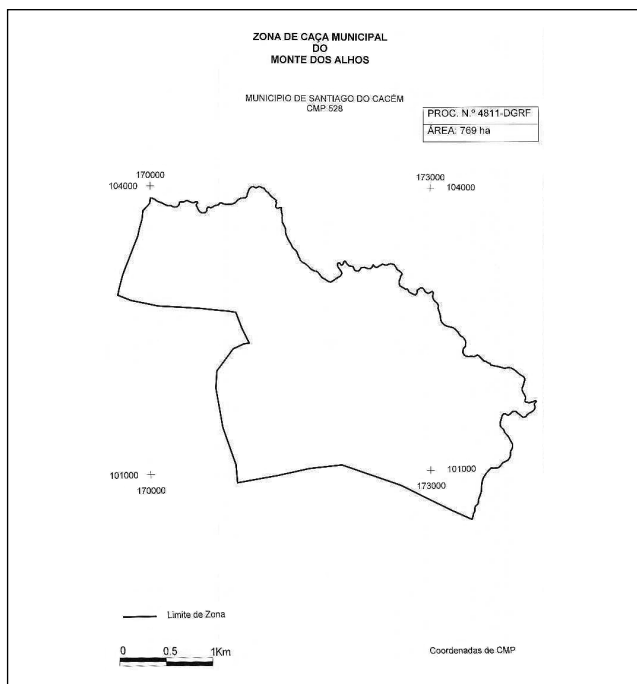 ZONA DE CAÇA MUNICIPAL
DO
MONTE DOS ALHOS
MUNICIPIO DE SANTIAGO DO CACÉM
CMP 528
PROC. N.º 4811-DGRF
ÁREA: 769 ha
170000
104000
173000
104000
101000
170000
101000
173000
Limite de Zona
0 0.5 1Km
Coordenadas de CMP